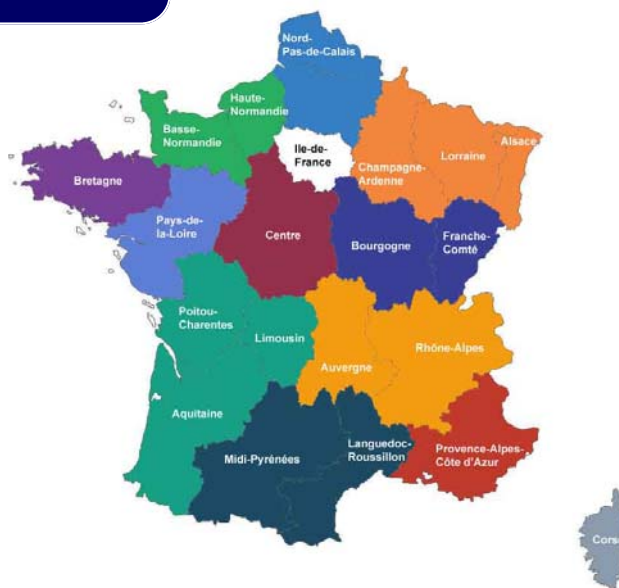 Nord-
Pas-de-Calais
Haute-
Normandie
Basse-
Normandie
Ile-de-
France
Champagne-
Ardenne
Lorraine
Alsace
Bretagne
Pays-de-
la-Loire
Centre
Bourgogne
Franche-
Comté
Poitou-
Charentes
Limousin
Auvergne
Rhône-Alpes
Aquitaine
Midi-Pyrénées
Languedoc-
Roussillon
Provence-Alpes-
Côte d'Azur
Cors